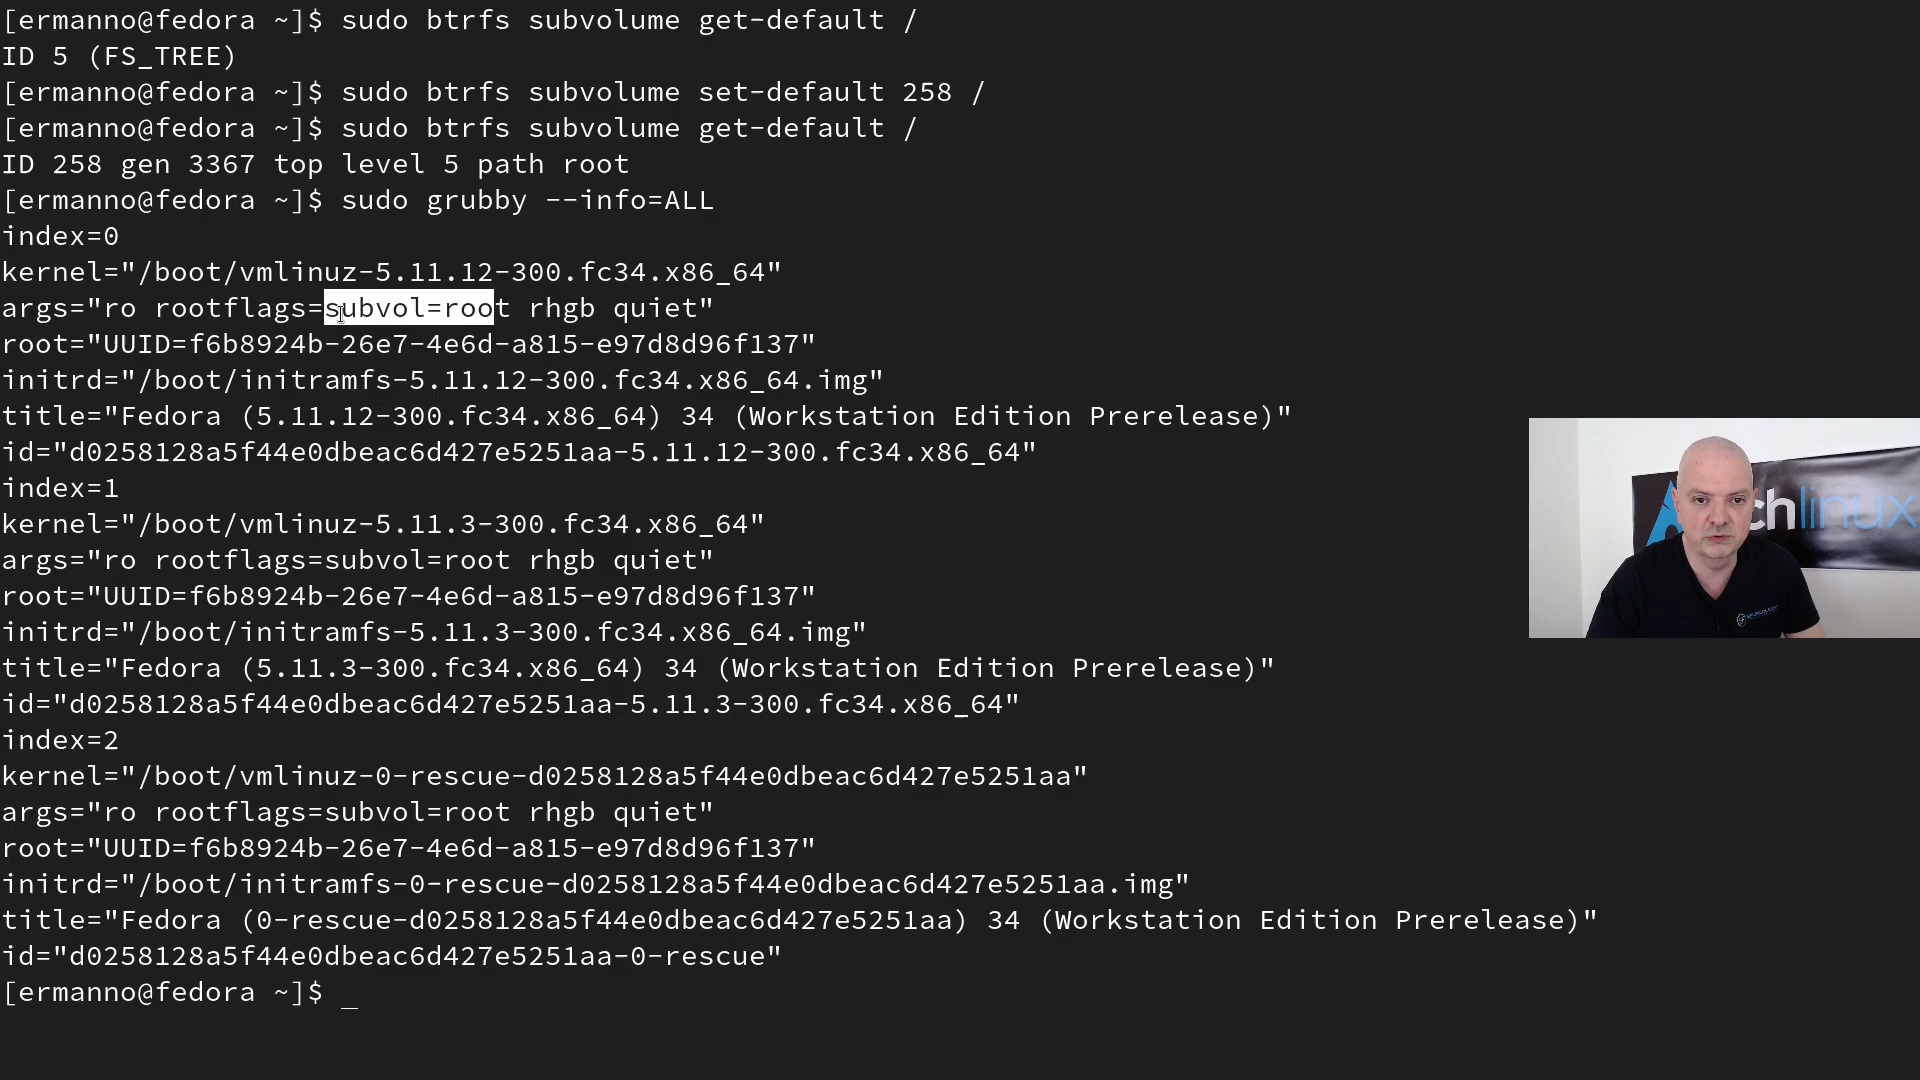 [ermanno@fedora ~]$ sudo btrfs subvolume get-default /
ID 5 (FS_TREE)
[ermanno@fedora ~]$ sudo btrfs subvolume set-default 258 /
[ermanno@fedora ~]$ sudo btrfs subvolume get-default /
ID 258 gen 3367 top level 5 path root
[ermanno@fedora ~]$ sudo grubby --info=ALL
index=0
kernel="/boot/vmlinuz-5.11.12-300.fc34.x86_64"
args="ro rootflags=subvol=root rhgb quiet"
root="UUID=f6b8924b-26e7-4e6d-a815-e97d8d96f137"
initrd="/boot/initramfs-5.11.12-300.fc34.x86_64.img"
title="Fedora (5.11.12-300.fc34.x86_64) 34 (Workstation Edition Prerelease)"
id="d0258128a5f44e0dbeac6d427e5251aa-5.11.12-300.fc34.x86_64"
index=1
kernel="/boot/vmlinuz-5.11.3-300.fc34.x86_64"
args="ro rootflags=subvol=root rhgb quiet"
root="UUID=f6b8924b-26e7-4e6d-a815-e97d8d96f137"
initrd="/boot/initramfs-5.11.3-300.fc34.x86_64.img"
title="Fedora (5.11.3-300.fc34.x86_64) 34 (Workstation Edition Prerelease)"
id="d0258128a5f44e0dbeac6d427e5251aa-5.11.3-300.fc34.x86_64"
index=2
kernel="/boot/vmlinuz-0-rescue-d0258128a5f44e0dbeac6d427e5251aa"
args="ro rootflags=subvol=root rhgb quiet"
root="UUID=f6b8924b-26e7-4e6d-a815-e97d8d96f137"
initrd="/boot/initramfs-0-rescue-d0258128a5f44e0dbeac6d427e5251aa.img"
title="Fedora (0-rescue-d0258128a5f44e0dbeac6d427e5251aa) 34 (Workstation Edition Prerelease)"
id="d0258128a5f44e0dbeac6d427e5251aa-0-rescue"
[ermanno@fedora ~]$ _
chlinux